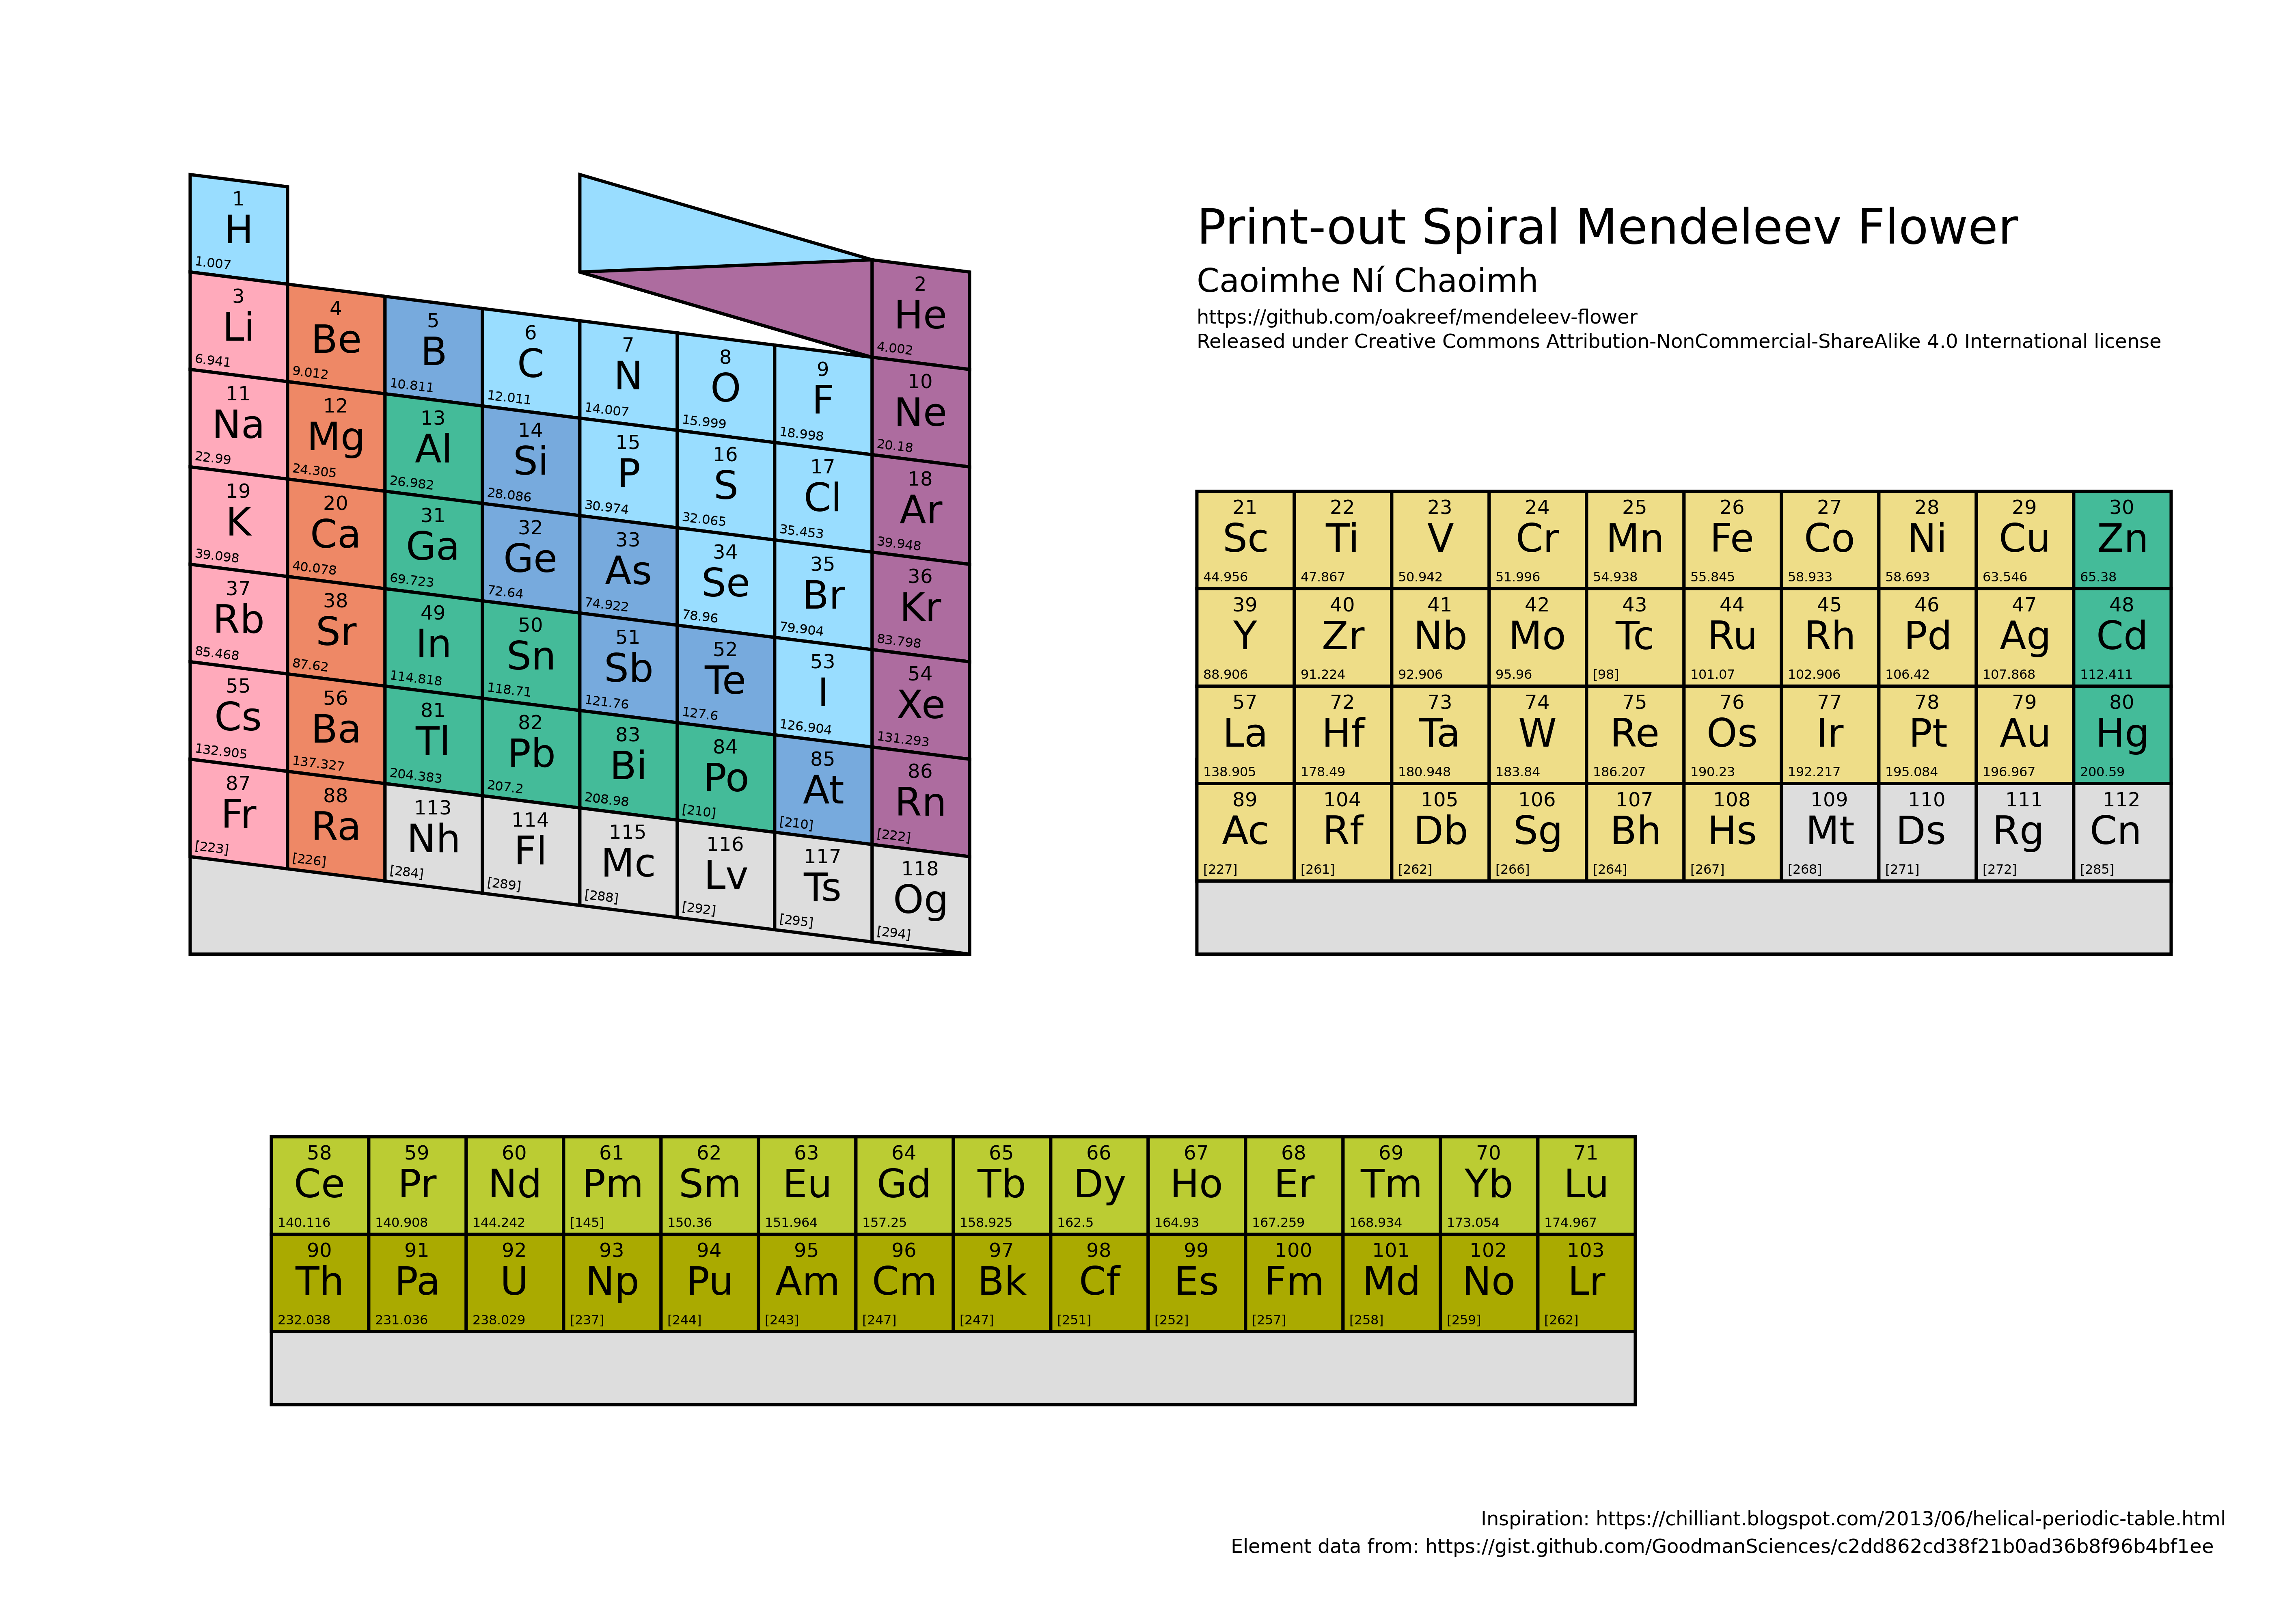 1
H
1.007
2
He
4.002
3
Li
6.941
4
Be
9.012
5
B
10.811
6
C
12.011
7
N
14.007
8
O
15.999
9
F
18.998
10
Ne
20.18
11
Na
22.99
12
Mg
24.305
13
Al
26.982
14
Si
28.086
15
P
30.974
16
S
32.065
17
Cl
35.453
18
Ar
39.948
19
K
39.098
20
Ca
40.078
31
Ga
69.723
32
Ge
72.64
33
As
74.922
34
Se
78.96
35
Br
79.904
36
Kr
83.798
37
Rb
85.468
38
Sr
87.62
49
In
114.818
50
Sn
118.71
51
Sb
121.76
52
Te
127.6
53
I
126.904
54
Xe
131.293
55
Cs
132.905
56
Ba
137.327
81
Tl
204.383
82
Pb
207.2
83
Bi
208.98
84
Po
[210]
85
At
[210]
86
Rn
[222]
87
Fr
[223]
88
Ra
[226]
113
Nh
[284]
114
Fl
[289]
115
Mc
[288]
116
Lv
[292]
117
Ts
[295]
118
Og
[294]
Print-out Spiral Mendeleev Flower
Caoimhe Ní Chaoimh
https://github.com/oakreef/mendeleev-flower
Released under Creative Commons Attribution-NonCommercial-ShareAlike 4.0 International license
21 22 23 24 25 26 27 28 29 30
Sc Ti V Cr Mn Fe Co Ni Cu Zn
44.956 47.867 50.942 51.996 54.938 55.845 58.933 58.693 63.546 65.38
39 40 41 42 43 44 45 46 47 48
Y Zr Nb Mo Tc Ru Rh Pd Ag Cd
88.906 91.224 92.906 95.96 [98] 101.07 102.906 106.42 107.868 112.411
57 72 73 74 75 76 77 78 79 80
La Hf Ta W Re Os Ir Pt Au Hg
138.905 178.49 180.948 183.84 186.207 190.23 192.217 195.084 196.967 200.59
89 104 105 106 107 108 109 110 111 112
Ac Rf Db Sg Bh Hs Mt Ds Rg Cn
[227] [261] [262] [266] [264] [267] [268] [271] [272] [285]
58 59 60 61 62 63 64 65 66 67 68 69 70 71
Ce Pr Nd Pm Sm Eu Gd Tb Dy Ho Er Tm Yb Lu
140.116 140.908 144.242 [145] 150.36 151.964 157.25 158.925 162.5 164.93 167.259 168.934 173.054 174.967
90 91 92 93 94 95 96 97 98 99 100 101 102 103
Th Pa U Np Pu Am Cm Bk Cf Es Fm Md No Lr
232.038 231.036 238.029 [237] [244] [243] [247] [247] [251] [252] [257] [258] [259] [262]
Inspiration: https://chilliant.blogspot.com/2013/06/helical-periodic-table.html
Element data from: https://gist.github.com/GoodmanSciences/c2dd862cd38f21b0ad36b8f96b4bf1ee